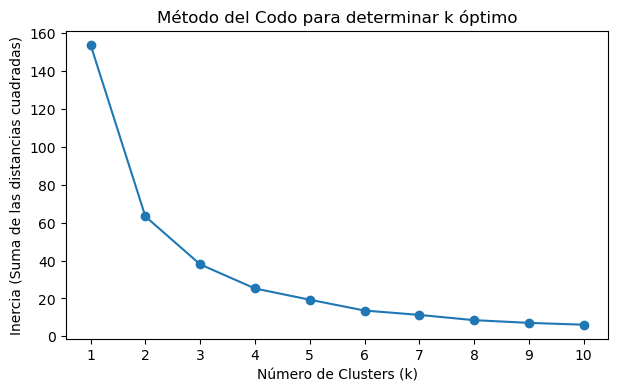 Método del Codo para determinar k óptimo
Inercia (Suma de las distancias cuadradas)
160
140
120
100
80
60
40
20
0
1 2 3 4 5 6 7 8 9 10
Número de Clusters (k)